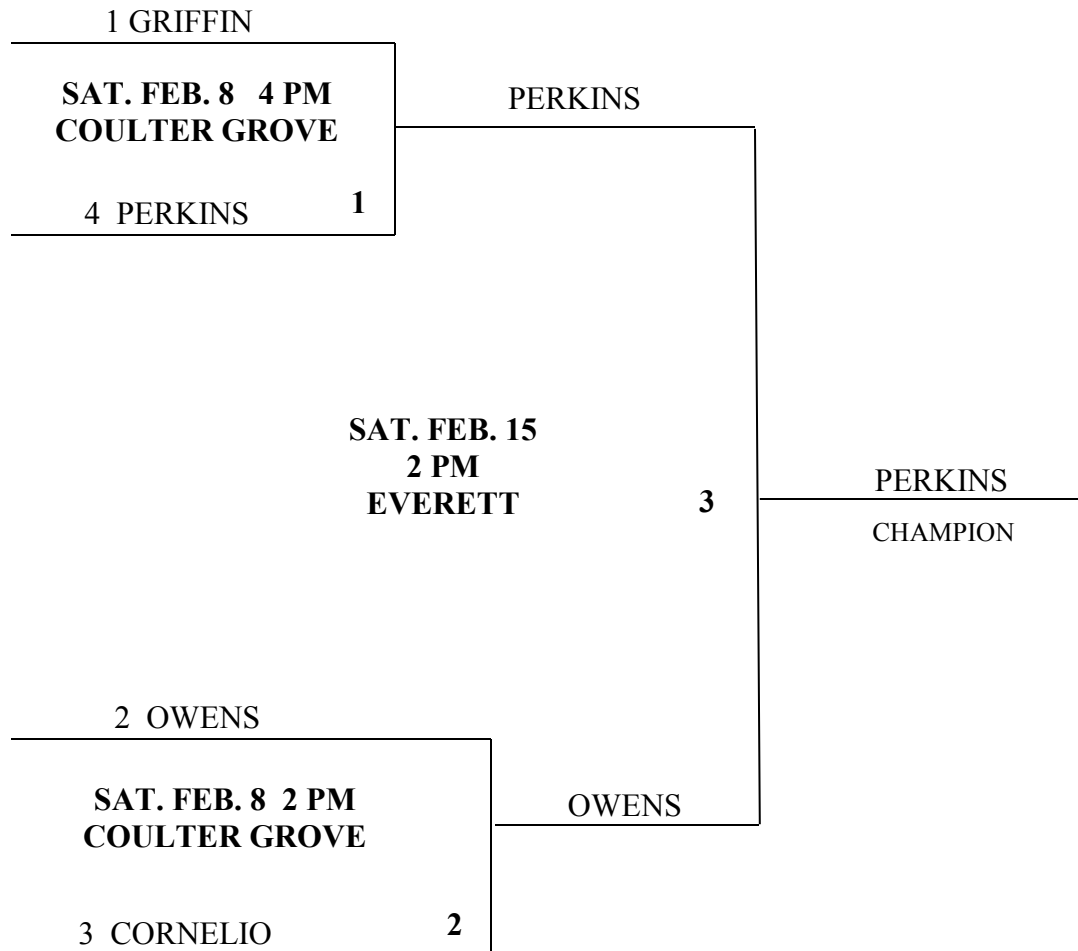 1 GRIFFIN
SAT. FEB. 8 4 PM
COULTER GROVE
PERKINS
4 PERKINS
1
SAT. FEB. 15
2 PM
EVERETT
3
PERKINS
CHAMPION
2 OWENS
SAT. FEB. 8 2 PM
COULTER GROVE
OWENS
3 CORNELIO
2